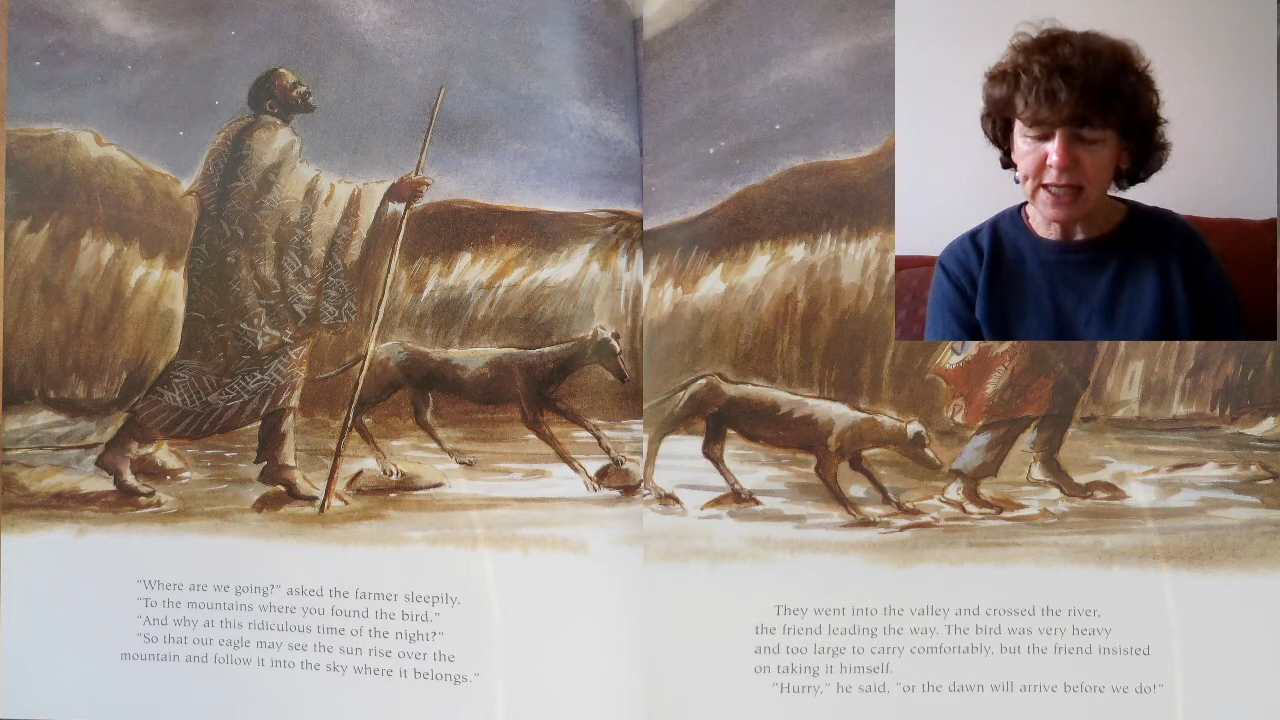 "Where are we going?" asked the farmer sleepily.
"To the mountains where you found the bird."
"And why at this ridiculous time of the night?"
"So that our eagle may see the sun rise over the
mountain and follow it into the sky where it belongs."
They went into the valley and crossed the river,
the friend leading the way. The bird was very heavy
and too large to carry comfortably, but the friend insisted
on taking it himself.
"Hurry," he said, "or the dawn will arrive before we do!"